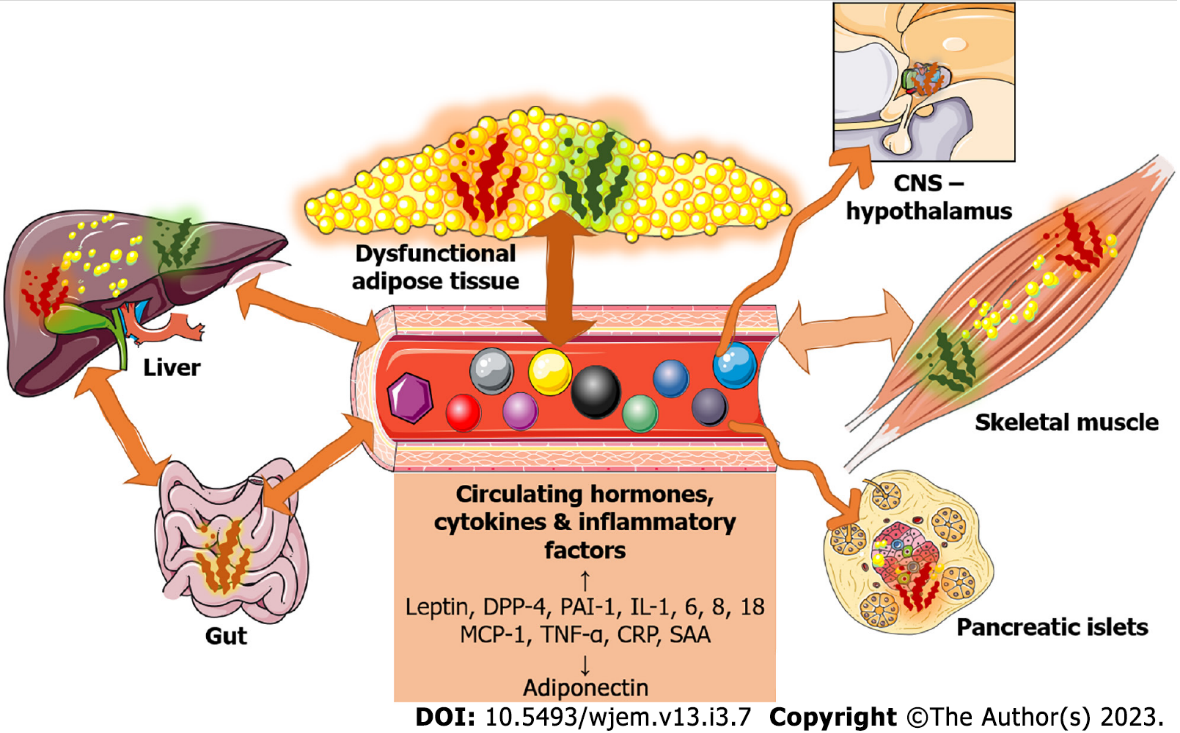 CNS –
hypothalamus
Dysfunctional
adipose tissue
Liver
Skeletal muscle
Circulating hormones,
cytokines & inflammatory
factors
↑
Leptin, DPP-4, PAI-1, IL-1, 6, 8, 18
MCP-1, TNF-α, CRP, SAA
↓
Adiponectin
Gut
Pancreatic islets
DOI: 10.5493/wjem.v13.i3.7 Copyright ©The Author(s) 2023.